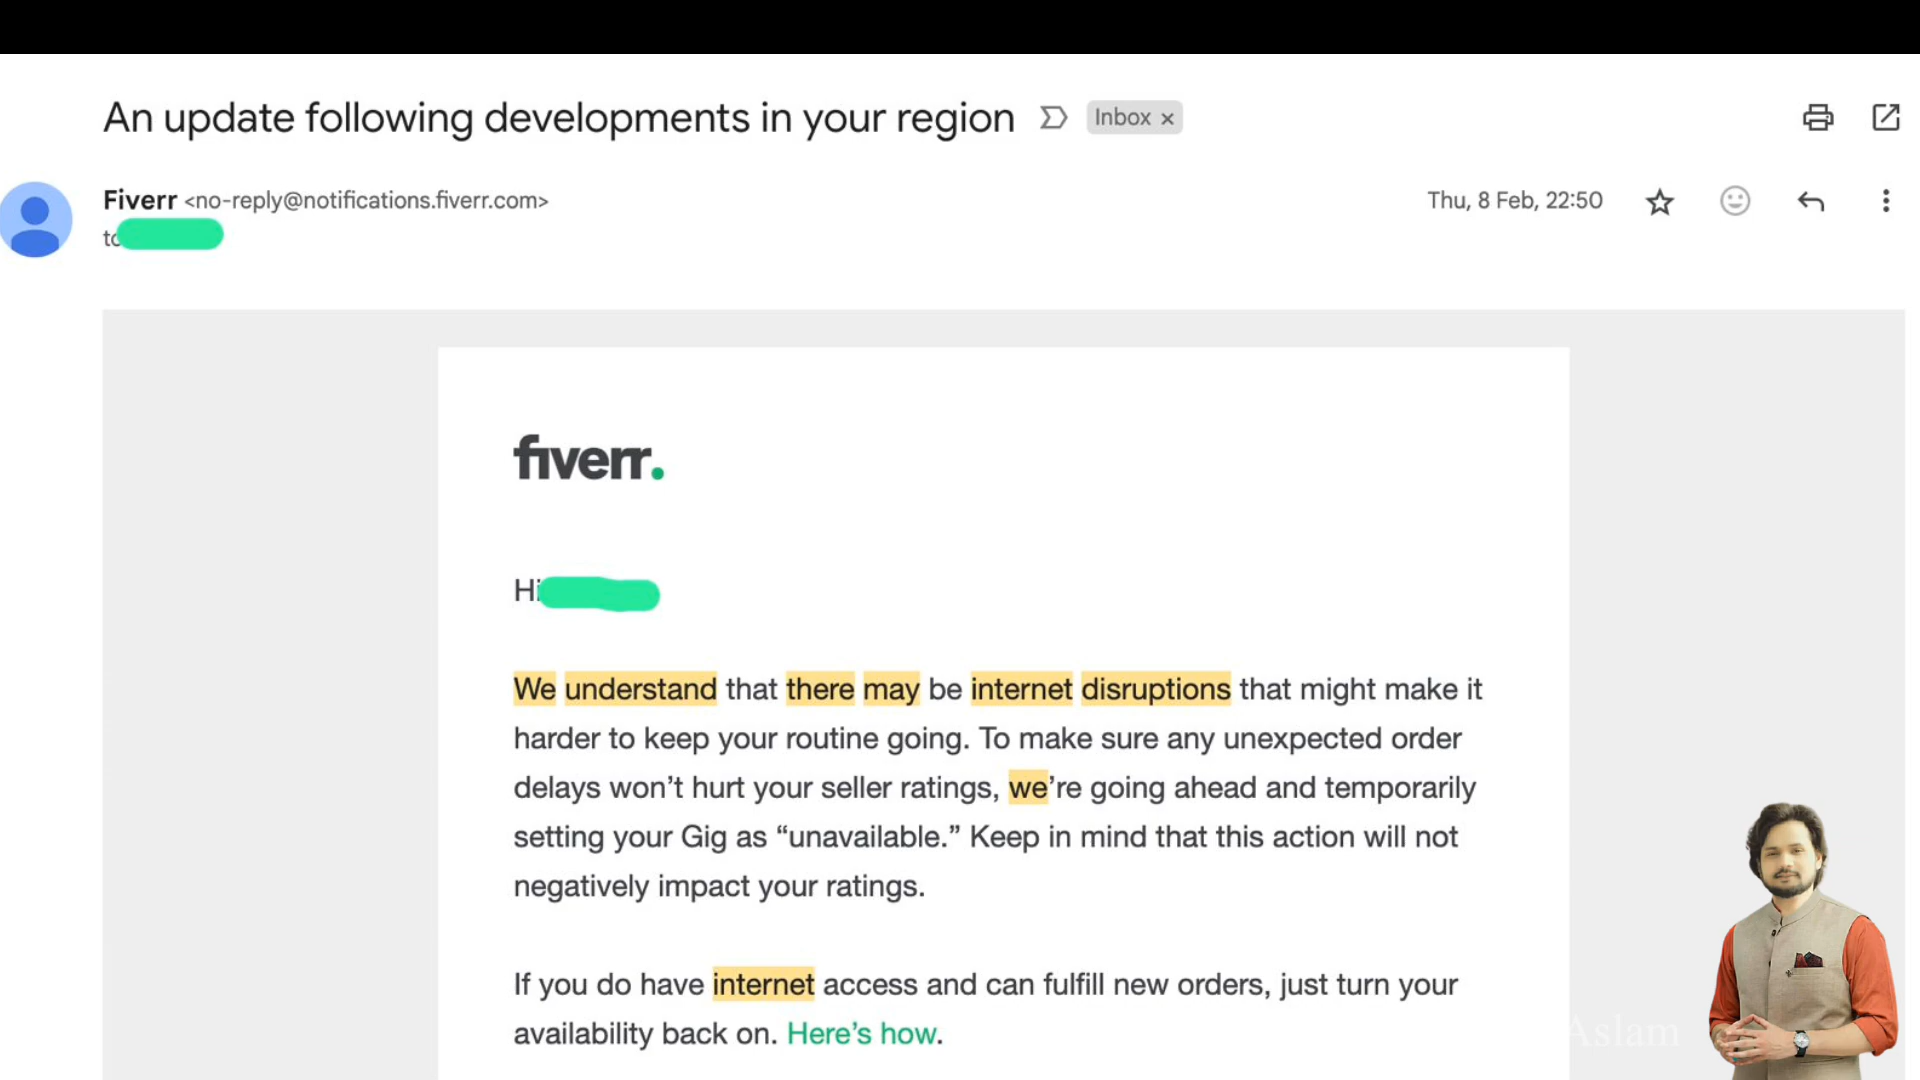 An update following developments in your region Inbox ×
Fiverr <no-reply@notifications.fiverr.com> Thu, 8 Feb, 22:50
to
fiverr.
Hi
We understand that there may be internet disruptions that might make it
harder to keep your routine going. To make sure any unexpected order
delays won’t hurt your seller ratings, we’re going ahead and temporarily
setting your Gig as “unavailable.” Keep in mind that this action will not
negatively impact your ratings.
If you do have internet access and can fulfill new orders, just turn your
availability back on. Here’s how.
Aslam